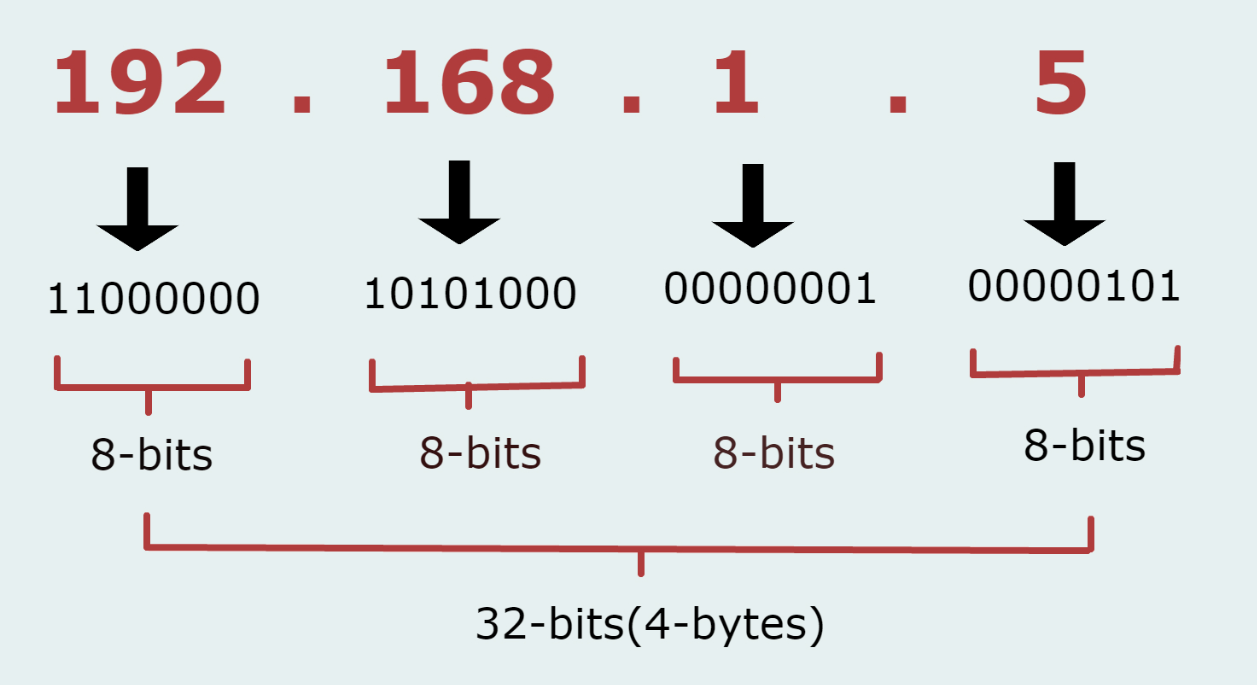 192 . 168 . 1 . 5
11000000 10101000 00000001 00000101
8-bits 8-bits 8-bits 8-bits
32-bits(4-bytes)